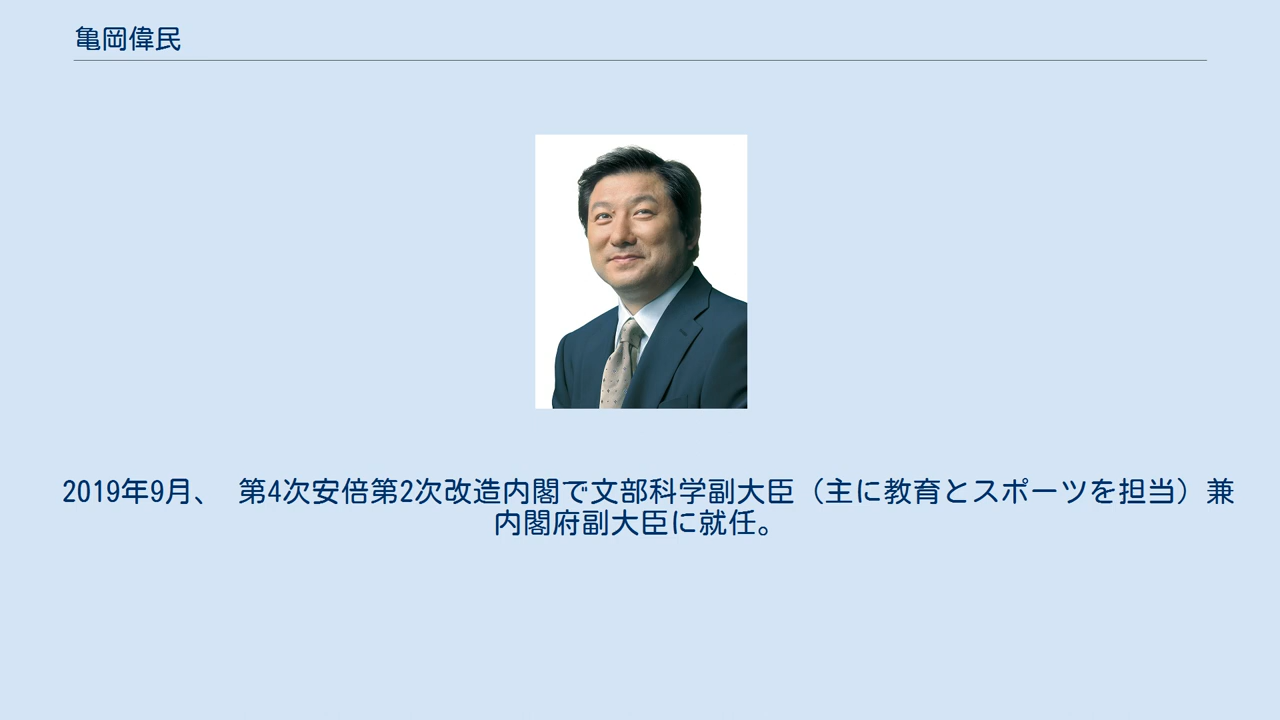 亀岡偉民
2019年9月、 第4次安倍第2次改造内閣で文部科学副大臣（主に教育とスポーツを担当）兼
内閣府副大臣に就任。